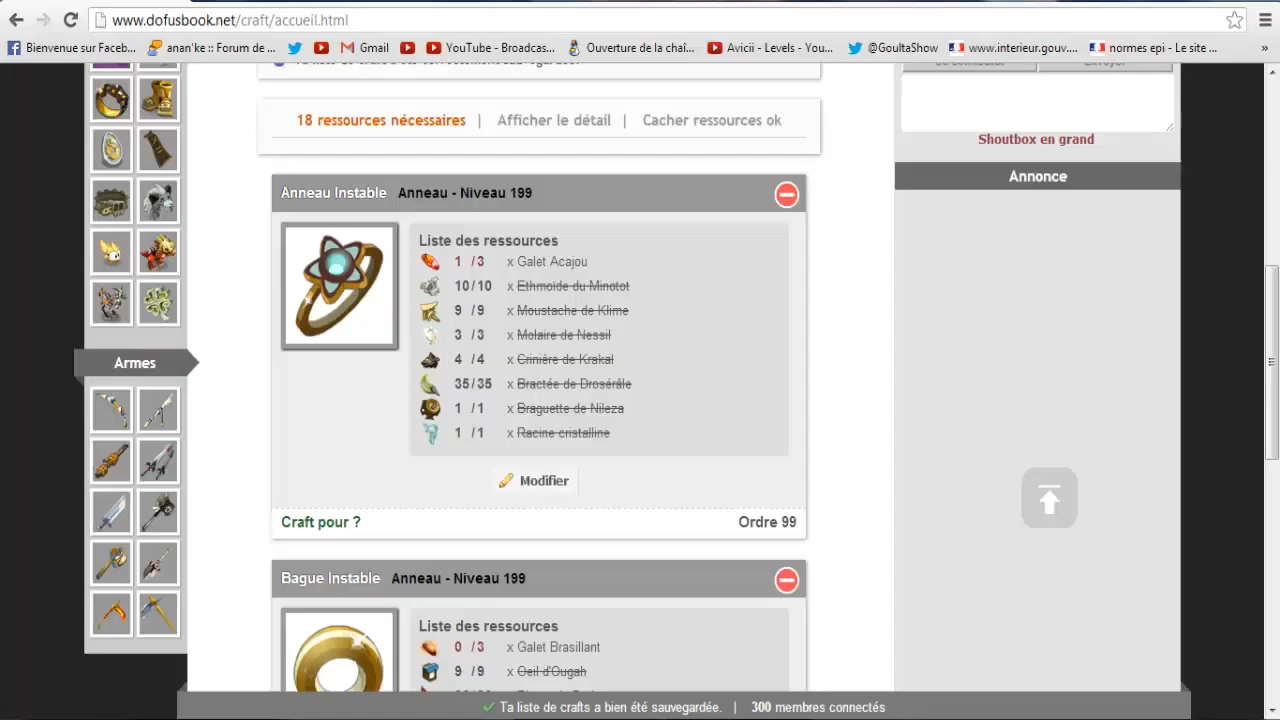 www.dofusbook.net/craft/accueil.html
Bienvenue sur Faceb... anan'ke :: Forum de ... Gmail YouTube - Broadcas... Ouverture de la chaî... Avicii - Levels - You... @GoultaShow www.interieur.gouv.... normes epi - Le site ... »
18 ressources nécessaires | Afficher le détail | Cacher ressources ok
Shoutbox en grand
Annonce
Anneau Instable Anneau - Niveau 199
Liste des ressources
1 / 3 x Galet Acajou
10 / 10 x Ethmoïde du Minotot
9 / 9 x Moustache de Klime
3 / 3 x Molaire de Nessil
4 / 4 x Crinière de Krakal
35 / 35 x Bractée de Drosérâle
1 / 1 x Braguette de Nileza
1 / 1 x Racine cristalline
Modifier
Craft pour ? Ordre 99
Armes
Bague Instable Anneau - Niveau 199
Liste des ressources
0 / 3 x Galet Brasillant
9 / 9 x Oeil d'Ougah
Ta liste de crafts a bien été sauvegardée. | 300 membres connectés